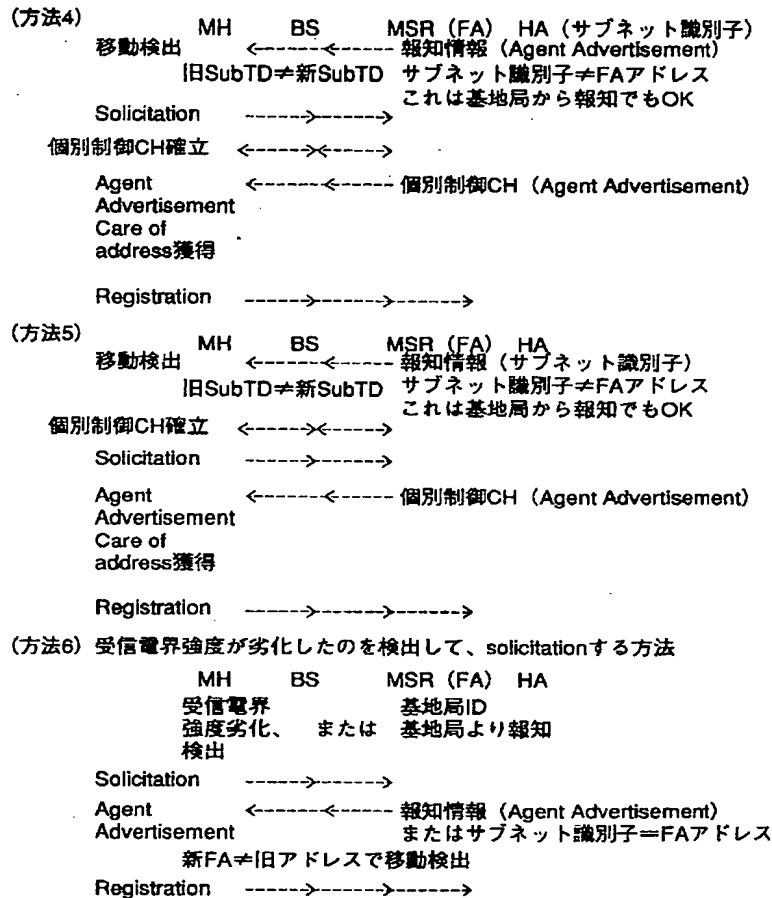 (方法4)
MH BS MSR (FA) HA (サブネット識別子)
移動検出 <------<------ 報知情報 (Agent Advertisement)
旧SubTD≠新SubTD サブネット識別子≠FAアドレス
これは基地局から報知でもOK
Solicitation ------>------>
個別制御CH確立 <-----><----->
Agent <------<------ 個別制御CH (Agent Advertisement)
Advertisement
Care of
address獲得
Registration ------>------>------>
(方法5)
MH BS MSR (FA) HA
移動検出 <------<------ 報知情報 (サブネット識別子)
旧SubTD≠新SubTD サブネット識別子≠FAアドレス
これは基地局から報知でもOK
個別制御CH確立 <-----><----->
Solicitation ------>------>
Agent <------<------ 個別制御CH (Agent Advertisement)
Advertisement
Care of
address獲得
Registration ------>------>------>
(方法6) 受信電界強度が劣化したのを検出して、solicitationする方法
MH BS MSR (FA) HA
受信電界 基地局ID
強度劣化、 または 基地局より報知
検出
Solicitation ------>------>
Agent <------<------ 報知情報 (Agent Advertisement)
Advertisement またはサブネット識別子=FAアドレス
新FA≠旧アドレスで移動検出
Registration ------>------>------>